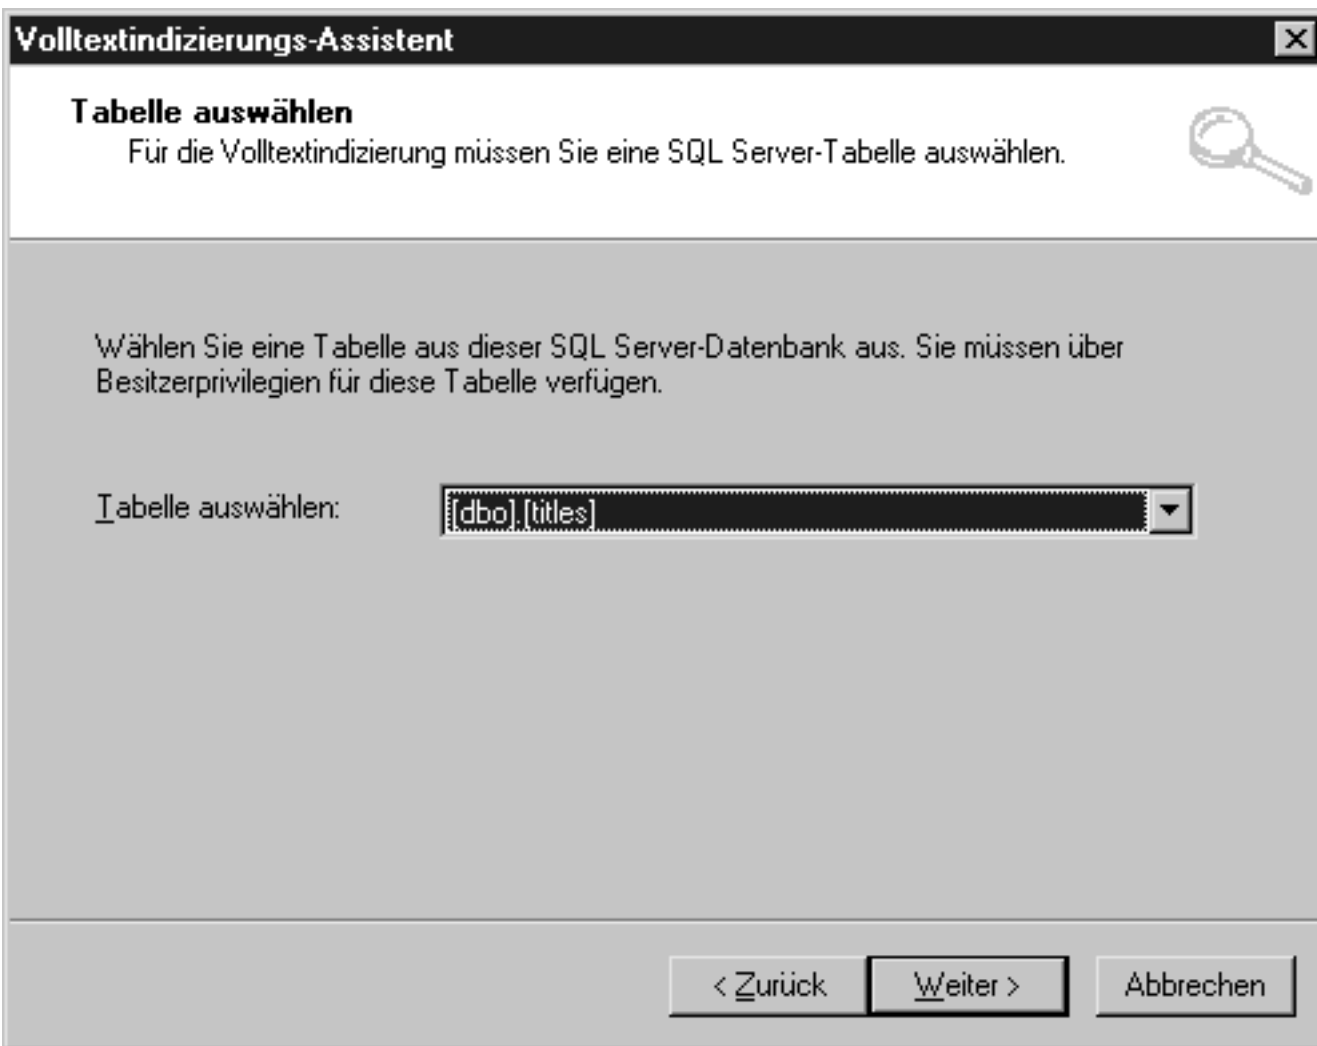 Volltextindizierungs-Assistent
Tabelle auswählen
Für die Volltextindizierung müssen Sie eine SQL Server-Tabelle auswählen.
Wählen Sie eine Tabelle aus dieser SQL Server-Datenbank aus. Sie müssen über
Besitzerprivilegien für diese Tabelle verfügen.
Tabelle auswählen: [dbo].[titles]
< Zurück Weiter > Abbrechen